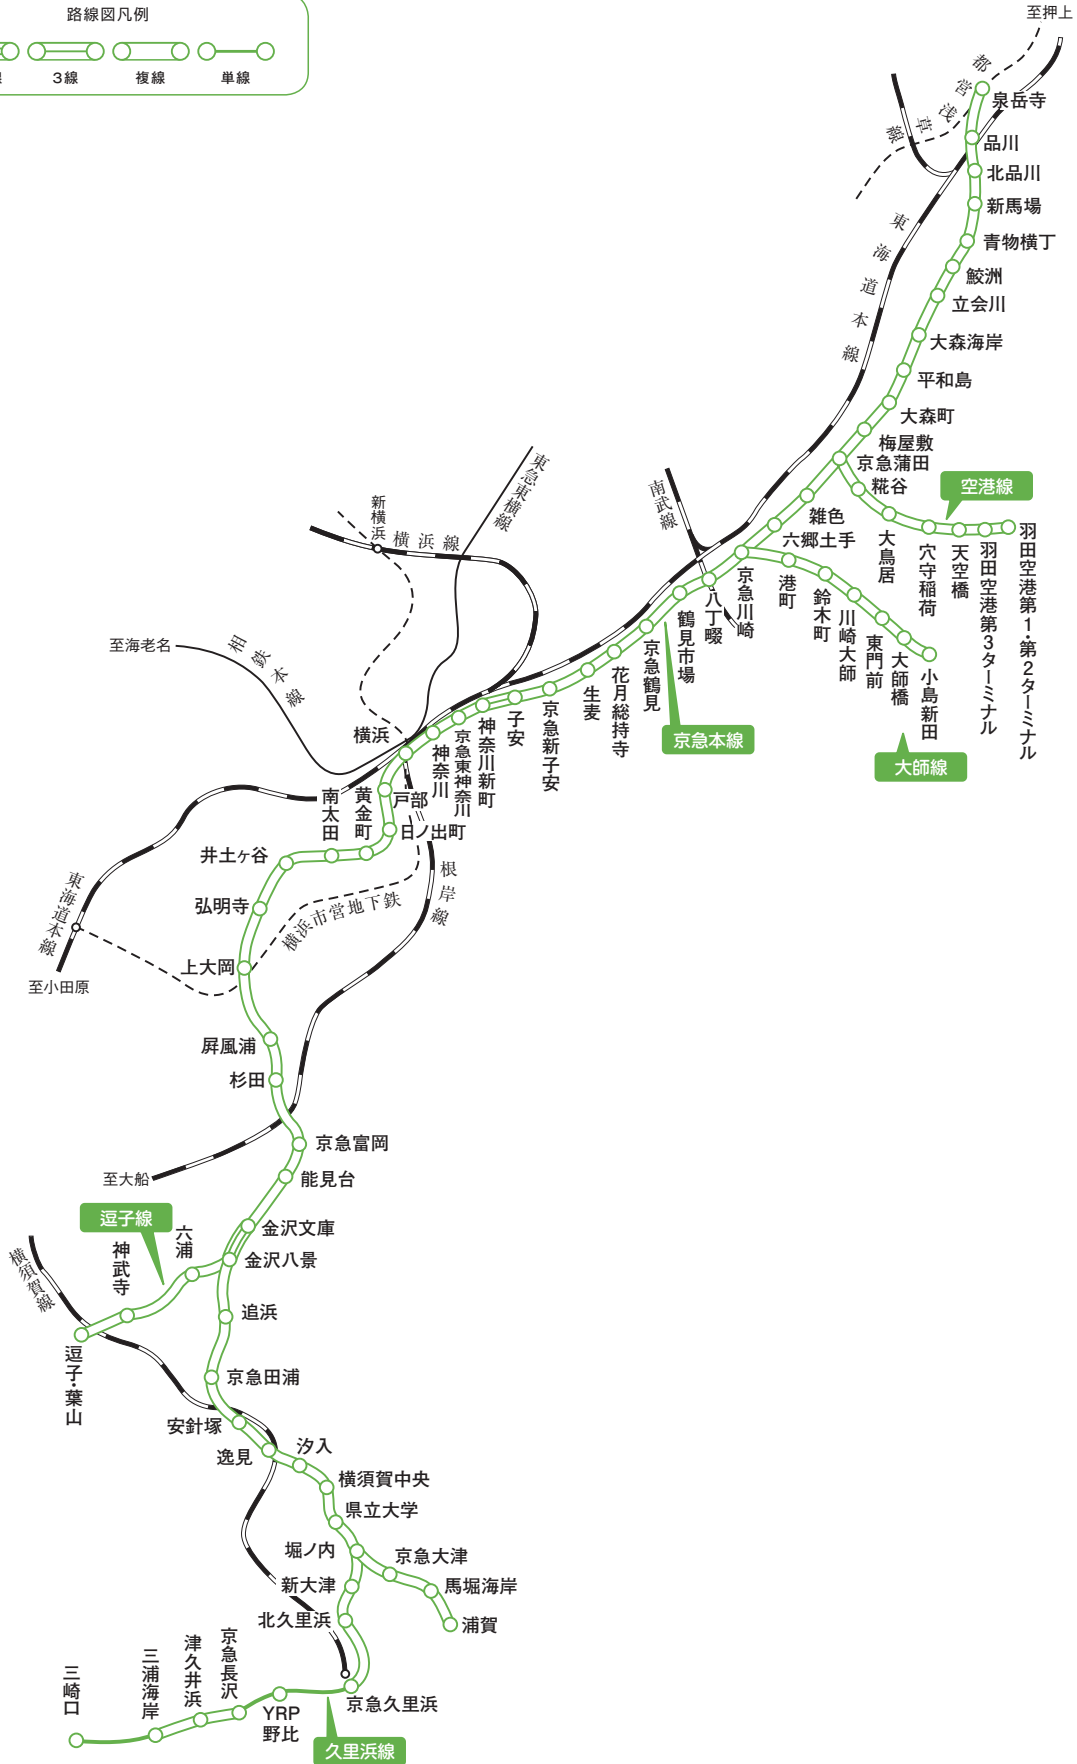 路線図凡例
3線
複線
単線
至押上
都営浅草線
泉岳寺
品川
北品川
新馬場
青物横丁
鮫洲
立会川
大森海岸
平和島
大森町
梅屋敷
京急蒲田
東海道本線
空港線
糀谷
大鳥居
穴守稲荷
天空橋
羽田空港第3ターミナル
羽田空港第1・第2ターミナル
雑色
六郷土手
京急川崎
港町
鈴木町
川崎大師
東門前
大師橋
小島新田
大師線
南武線
八丁畷
鶴見市場
京急鶴見
京急本線
花月総持寺
生麦
京急新子安
子安
神奈川新町
京急東神奈川
神奈川
横浜
東急東横線
新横浜
横浜線
至海老名
相鉄本線
戸部
日ノ出町
黄金町
南太田
井土ヶ谷
弘明寺
上大岡
横浜市営地下鉄
根岸線
東海道本線
至小田原
屏風浦
杉田
京急富岡
能見台
至大船
金沢文庫
金沢八景
逗子線
六浦
神武寺
逗子・葉山
横須賀線
追浜
京急田浦
安針塚
逸見
汐入
横須賀中央
県立大学
堀ノ内
京急大津
馬堀海岸
浦賀
新大津
北久里浜
京急久里浜
久里浜線
YRP
野比
京急長沢
津久井浜
三浦海岸
三崎口